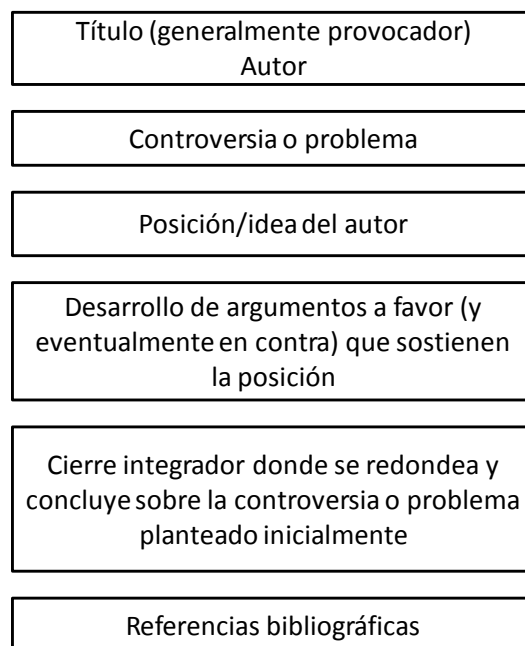 Título (generalmente provocador)
Autor
Controversia o problema
Posición/idea del autor
Desarrollo de argumentos a favor (y
eventualmente en contra) que sostienen
la posición
Cierre integrador donde se redondea y
concluye sobre la controversia o problema
planteado inicialmente
Referencias bibliográficas